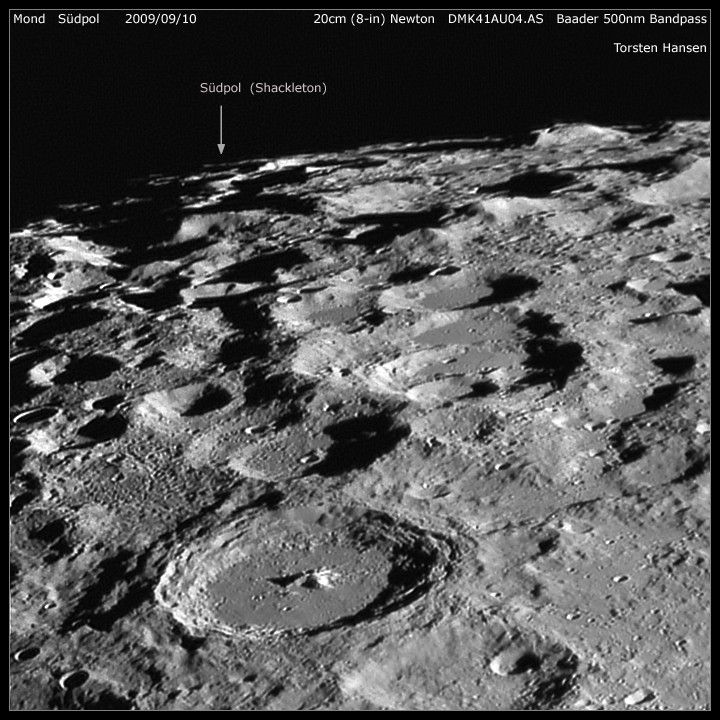 Mond Südpol 2009/09/10 20cm (8-in) Newton DMK41AU04.AS Baader 500nm Bandpass
Torsten Hansen
Südpol (Shackleton)